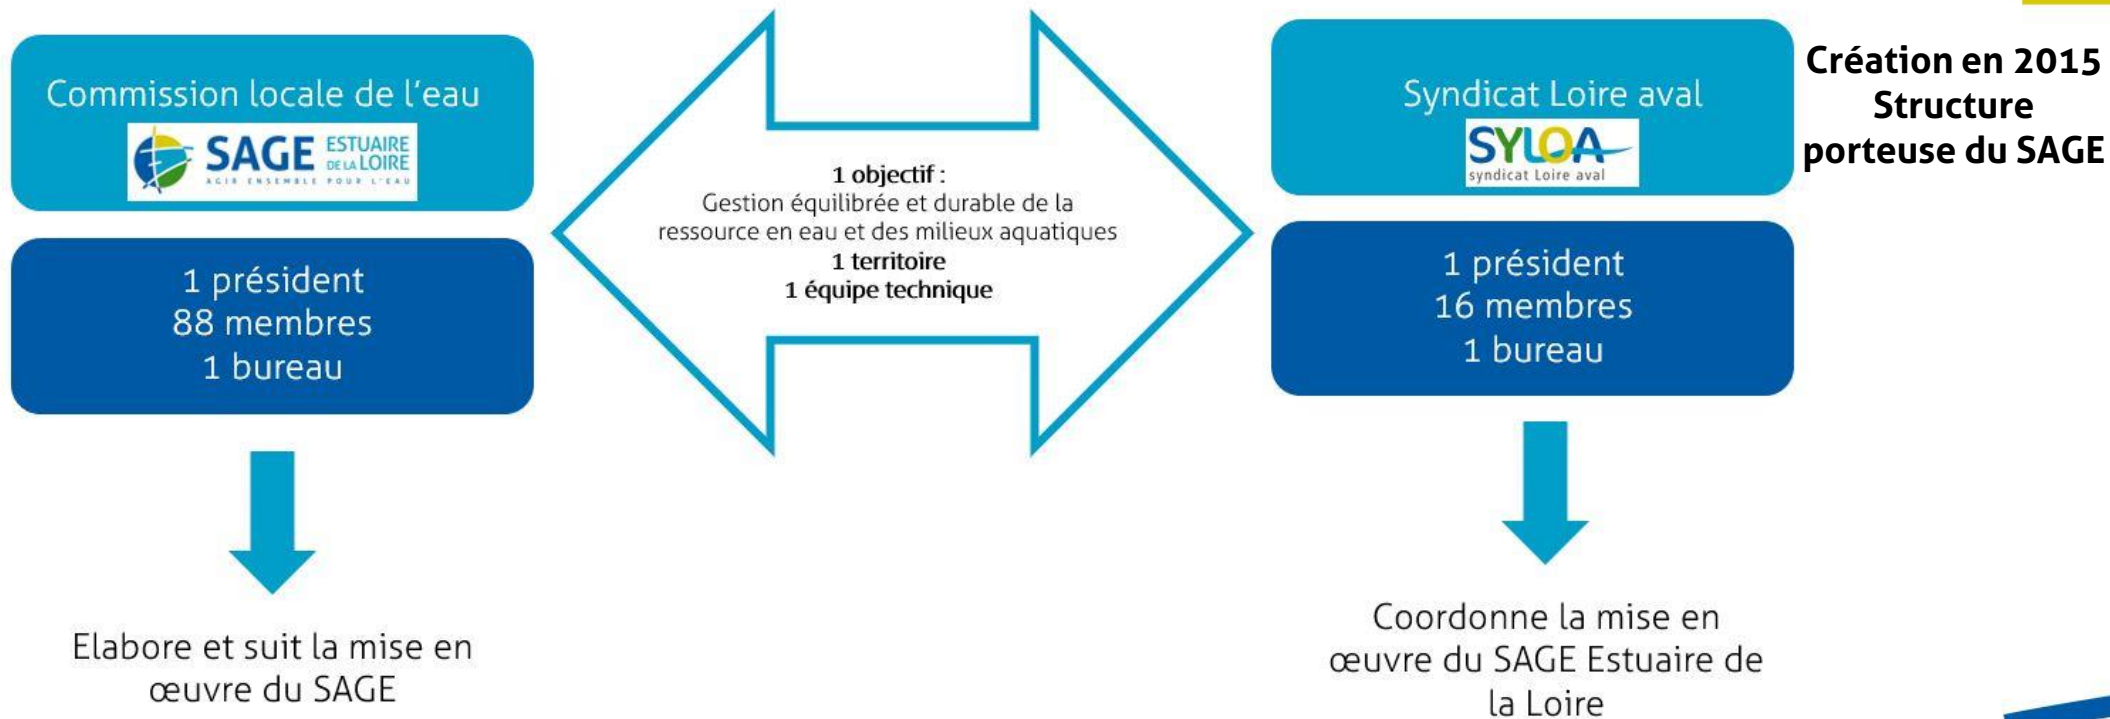 Commission locale de l'eau
SAGE ESTUAIRE
DE LA LOIRE
AGIR ENSEMBLE POUR L'EAU
1 président
88 membres
1 bureau
Elabore et suit la mise en
œuvre du SAGE
1 objectif :
Gestion équilibrée et durable de la
ressource en eau et des milieux aquatiques
1 territoire
1 équipe technique
Syndicat Loire aval
SYLOA
syndicat Loire aval
1 président
16 membres
1 bureau
Coordonne la mise en
œuvre du SAGE Estuaire de
la Loire
Création en 2015
Structure
porteuse du SAGE